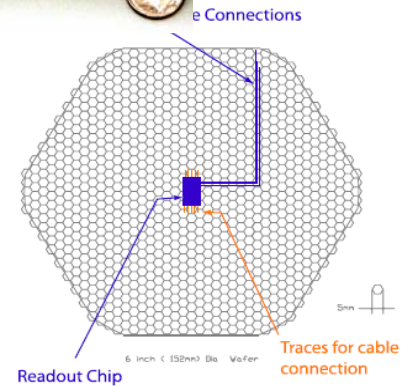 e Connections
5mm
6 inch ( 152mm) Dia Wafer
Traces for cable
connection
Readout Chip